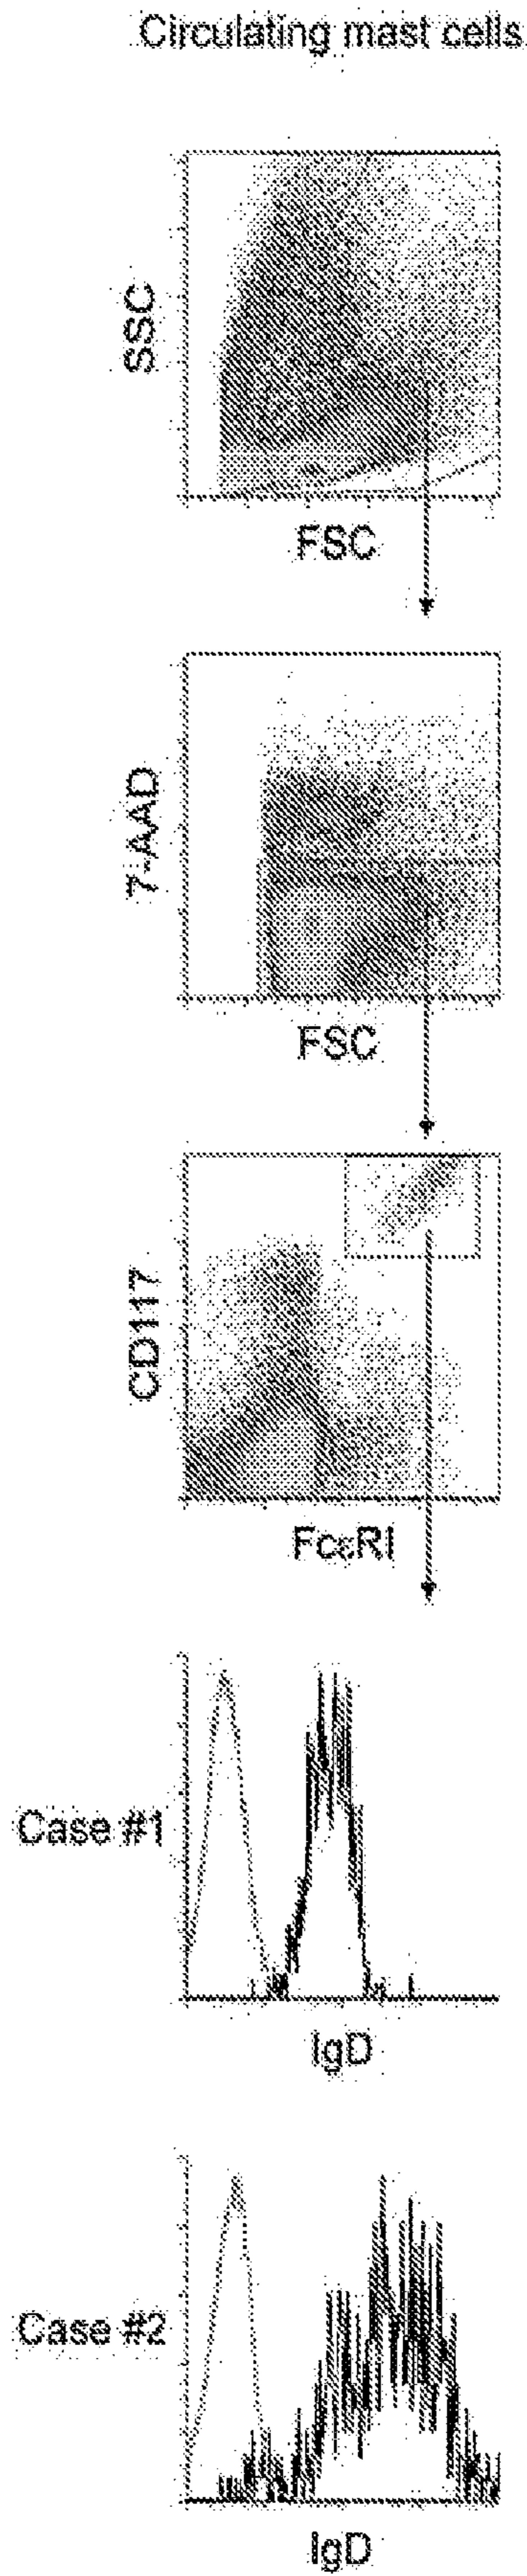 Circulating mast cells
SSC
FSC
7-AAD
FSC
CD117
FcεRI
Case #1
IgD
Case #2
IgD